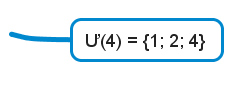 Ư(4) = {1; 2; 4}